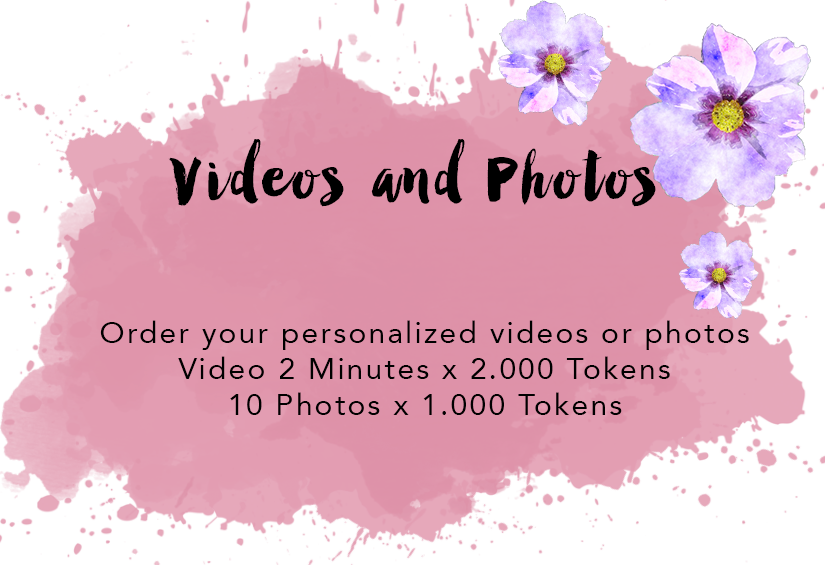 Videos and Photos
Order your personalized videos or photos
Video 2 Minutes x 2.000 Tokens
10 Photos x 1.000 Tokens